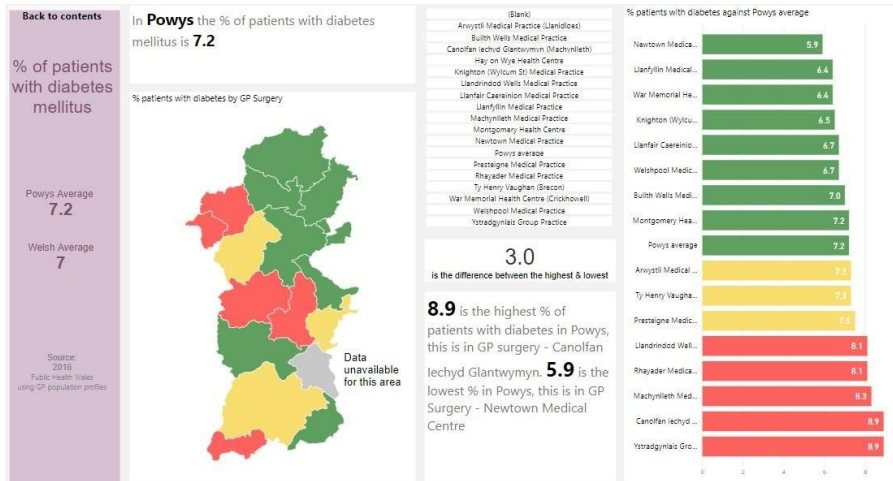 Back to contents
% of patients
with diabetes
mellitus
Powys Average
7.2
Welsh Average
7
Source:
2016
Public Health Wales
using GP population profiles
In Powys the % of patients with diabetes
mellitus is 7.2
% patients with diabetes by GP Surgery
Data
unavailable
for this area
(Blank)
Arwystli Medical Practice (Llanidloes)
Builth Wells Medical Practice
Canolfan Iechyd Glantwymyn (Machynlleth)
Hay on Wye Health Centre
Knighton (Wylcum St) Medical Practice
Llandrindod Wells Medical Practice
Llanfair Caereinion Medical Practice
Llanfyllin Medical Practice
Machynlleth Medical Practice
Montgomery Health Centre
Newtown Medical Practice
Powys average
Presteigne Medical Practice
Rhayader Medical Practice
Ty Henry Vaughan (Brecon)
War Memorial Health Centre (Crickhowell)
Welshpool Medical Practice
Ystradgynlais Group Practice
3.0
is the difference between the highest & lowest
8.9 is the highest % of
patients with diabetes in Powys,
this is in GP surgery - Canolfan
Iechyd Glantwymyn. 5.9 is the
lowest % in Powys, this is in GP
Surgery - Newtown Medical
Centre
% patients with diabetes against Powys average
Newtown Medica... 5.9
Llanfyllin Medical... 6.4
War Memorial He... 6.4
Knighton (Wylcu... 6.5
Llanfair Caereinio... 6.7
Welshpool Medic... 6.7
Builth Wells Medi... 7.0
Montgomery Hea... 7.2
Powys average 7.2
Arwystli Medical ... 7.3
Ty Henry Vaugha... 7.3
Presteigne Medic... 7.5
Llandrindod Well... 8.1
Rhayader Medica... 8.1
Machynlleth Med... 8.3
Canolfan Iechyd ... 8.9
Ystradgynlais Gro... 8.9
0 2 4 6 8